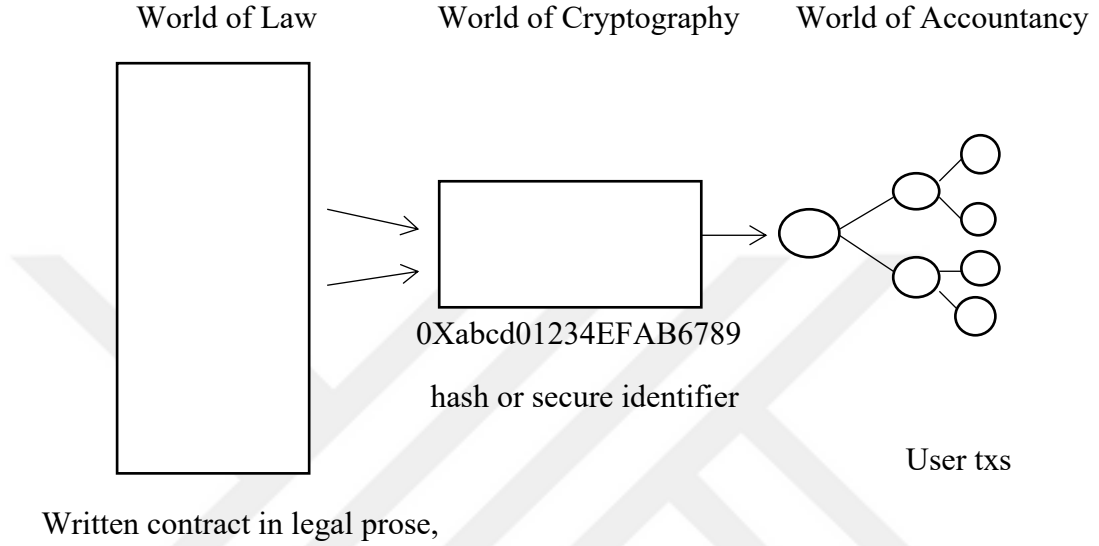 World of Law
World of Cryptography
World of Accountancy
0Xabcd01234EFAB6789
hash or secure identifier
User txs
Written contract in legal prose,